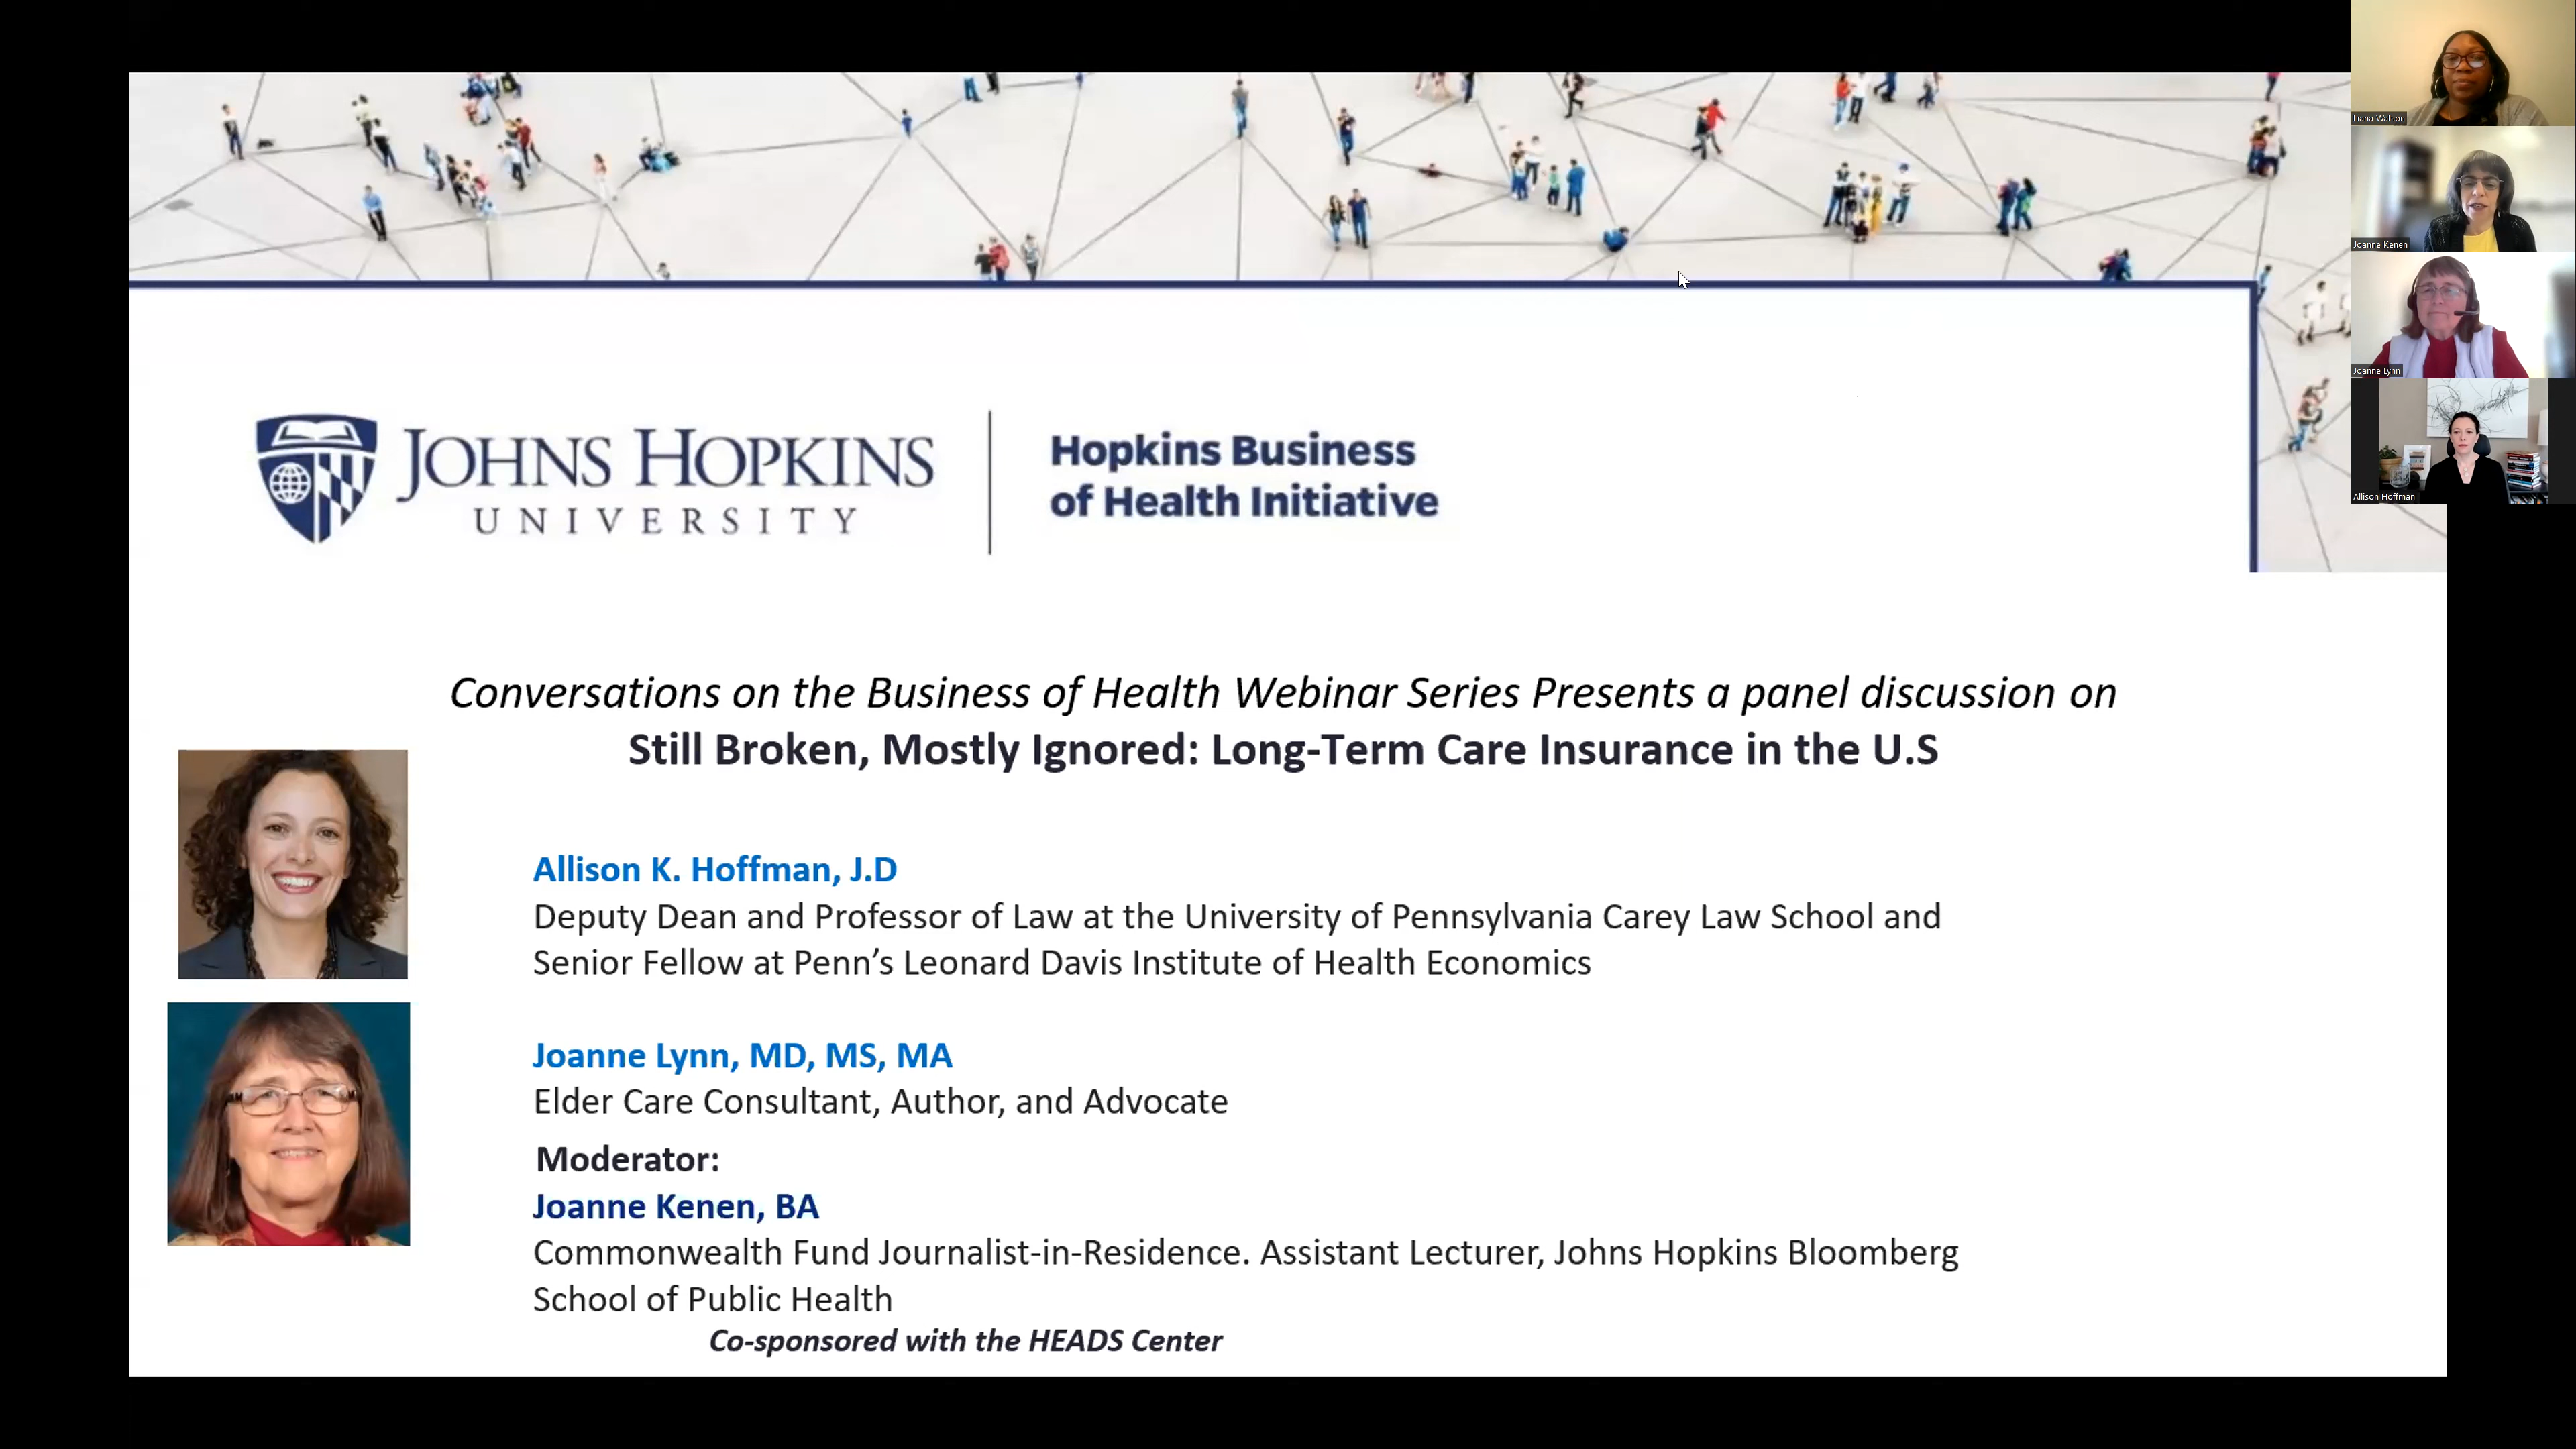 JOHNS HOPKINS
UNIVERSITY
Hopkins Business
of Health Initiative
Conversations on the Business of Health Webinar Series Presents a panel discussion on
Still Broken, Mostly Ignored: Long-Term Care Insurance in the U.S
Allison K. Hoffman, J.D
Deputy Dean and Professor of Law at the University of Pennsylvania Carey Law School and
Senior Fellow at Penn’s Leonard Davis Institute of Health Economics
Joanne Lynn, MD, MS, MA
Elder Care Consultant, Author, and Advocate
Moderator:
Joanne Kenen, BA
Commonwealth Fund Journalist-in-Residence. Assistant Lecturer, Johns Hopkins Bloomberg
School of Public Health
Co-sponsored with the HEADS Center
Liana Watson
Joanne Kenen
Joanne Lynn
Allison Hoffman